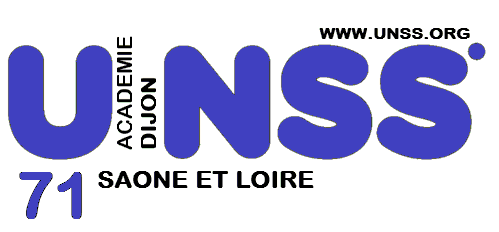 WWW.UNSS.ORG
UNSS
ACADEMIE
DIJON
71 SAONE ET LOIRE